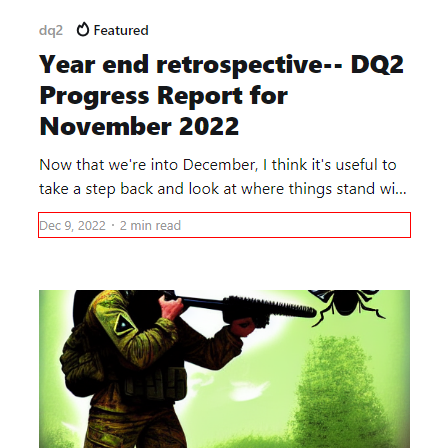 dq2 Featured
Year end retrospective-- DQ2
Progress Report for
November 2022
Now that we're into December, I think it's useful to
take a step back and look at where things stand wi...
Dec 9, 2022 · 2 min read